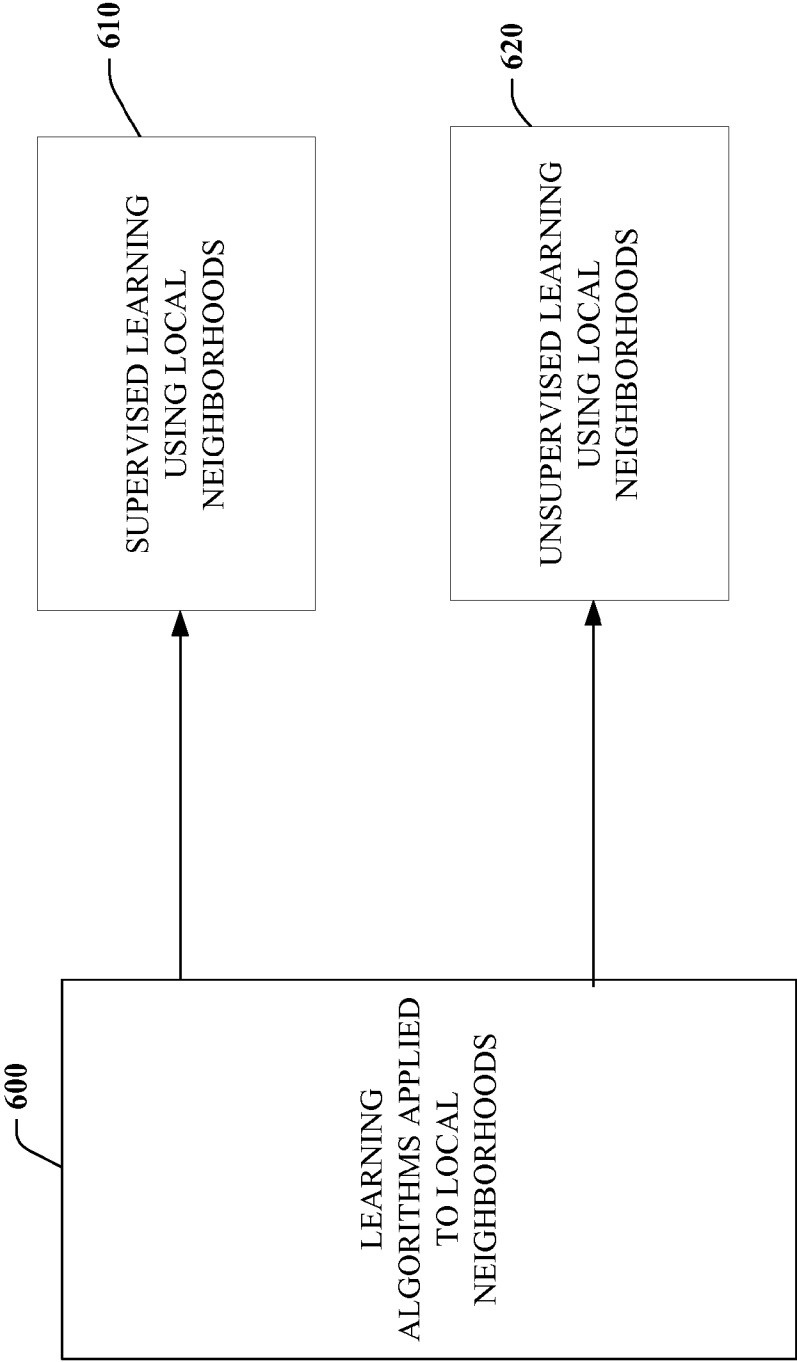 600
LEARNING
ALGORITHMS APPLIED
TO LOCAL
NEIGHBORHOODS
610
SUPERVISED LEARNING
USING LOCAL
NEIGHBORHOODS
620
UNSUPERVISED LEARNING
USING LOCAL
NEIGHBORHOODS